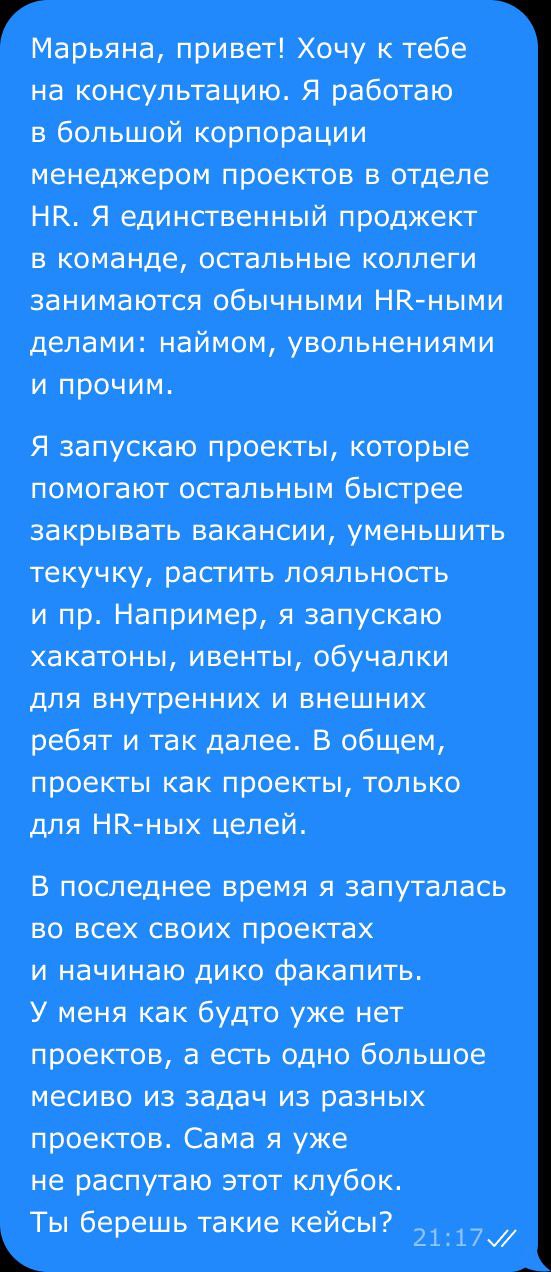 Марьяна, привет! Хочу к тебе
на консультацию. Я работаю
в большой корпорации
менеджером проектов в отделе
HR. Я единственный проджект
в команде, остальные коллеги
занимаются обычными HR-ными
делами: наймом, увольнениями
и прочим.
Я запускаю проекты, которые
помогают остальным быстрее
закрывать вакансии, уменьшить
текучку, растить лояльность
и пр. Например, я запускаю
хакатоны, ивенты, обучалки
для внутренних и внешних
ребят и так далее. В общем,
проекты как проекты, только
для HR-ных целей.
В последнее время я запуталась
во всех своих проектах
и начинаю дико факапить.
У меня как будто уже нет
проектов, а есть одно большое
месиво из задач из разных
проектов. Сама я уже
не распутаю этот клубок.
Ты берешь такие кейсы?
21:17